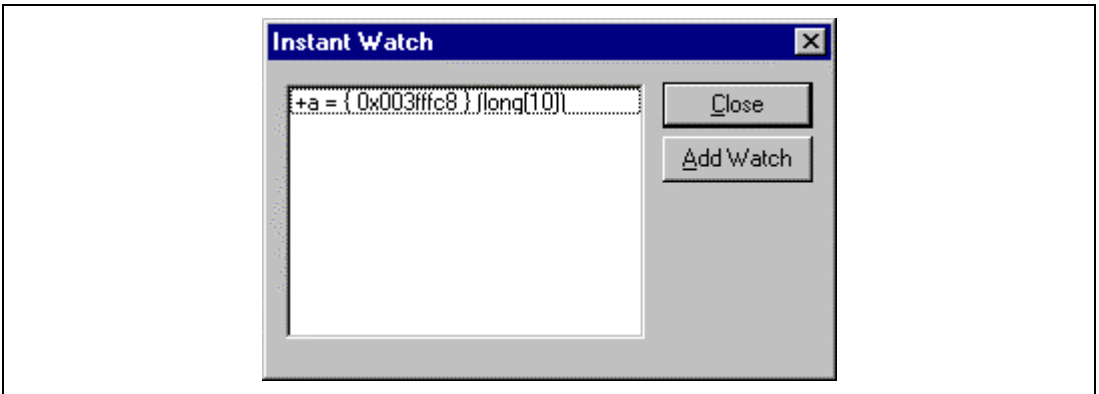 Instant Watch
+a = { 0x003fffc8 } (long[10])
Close
Add Watch